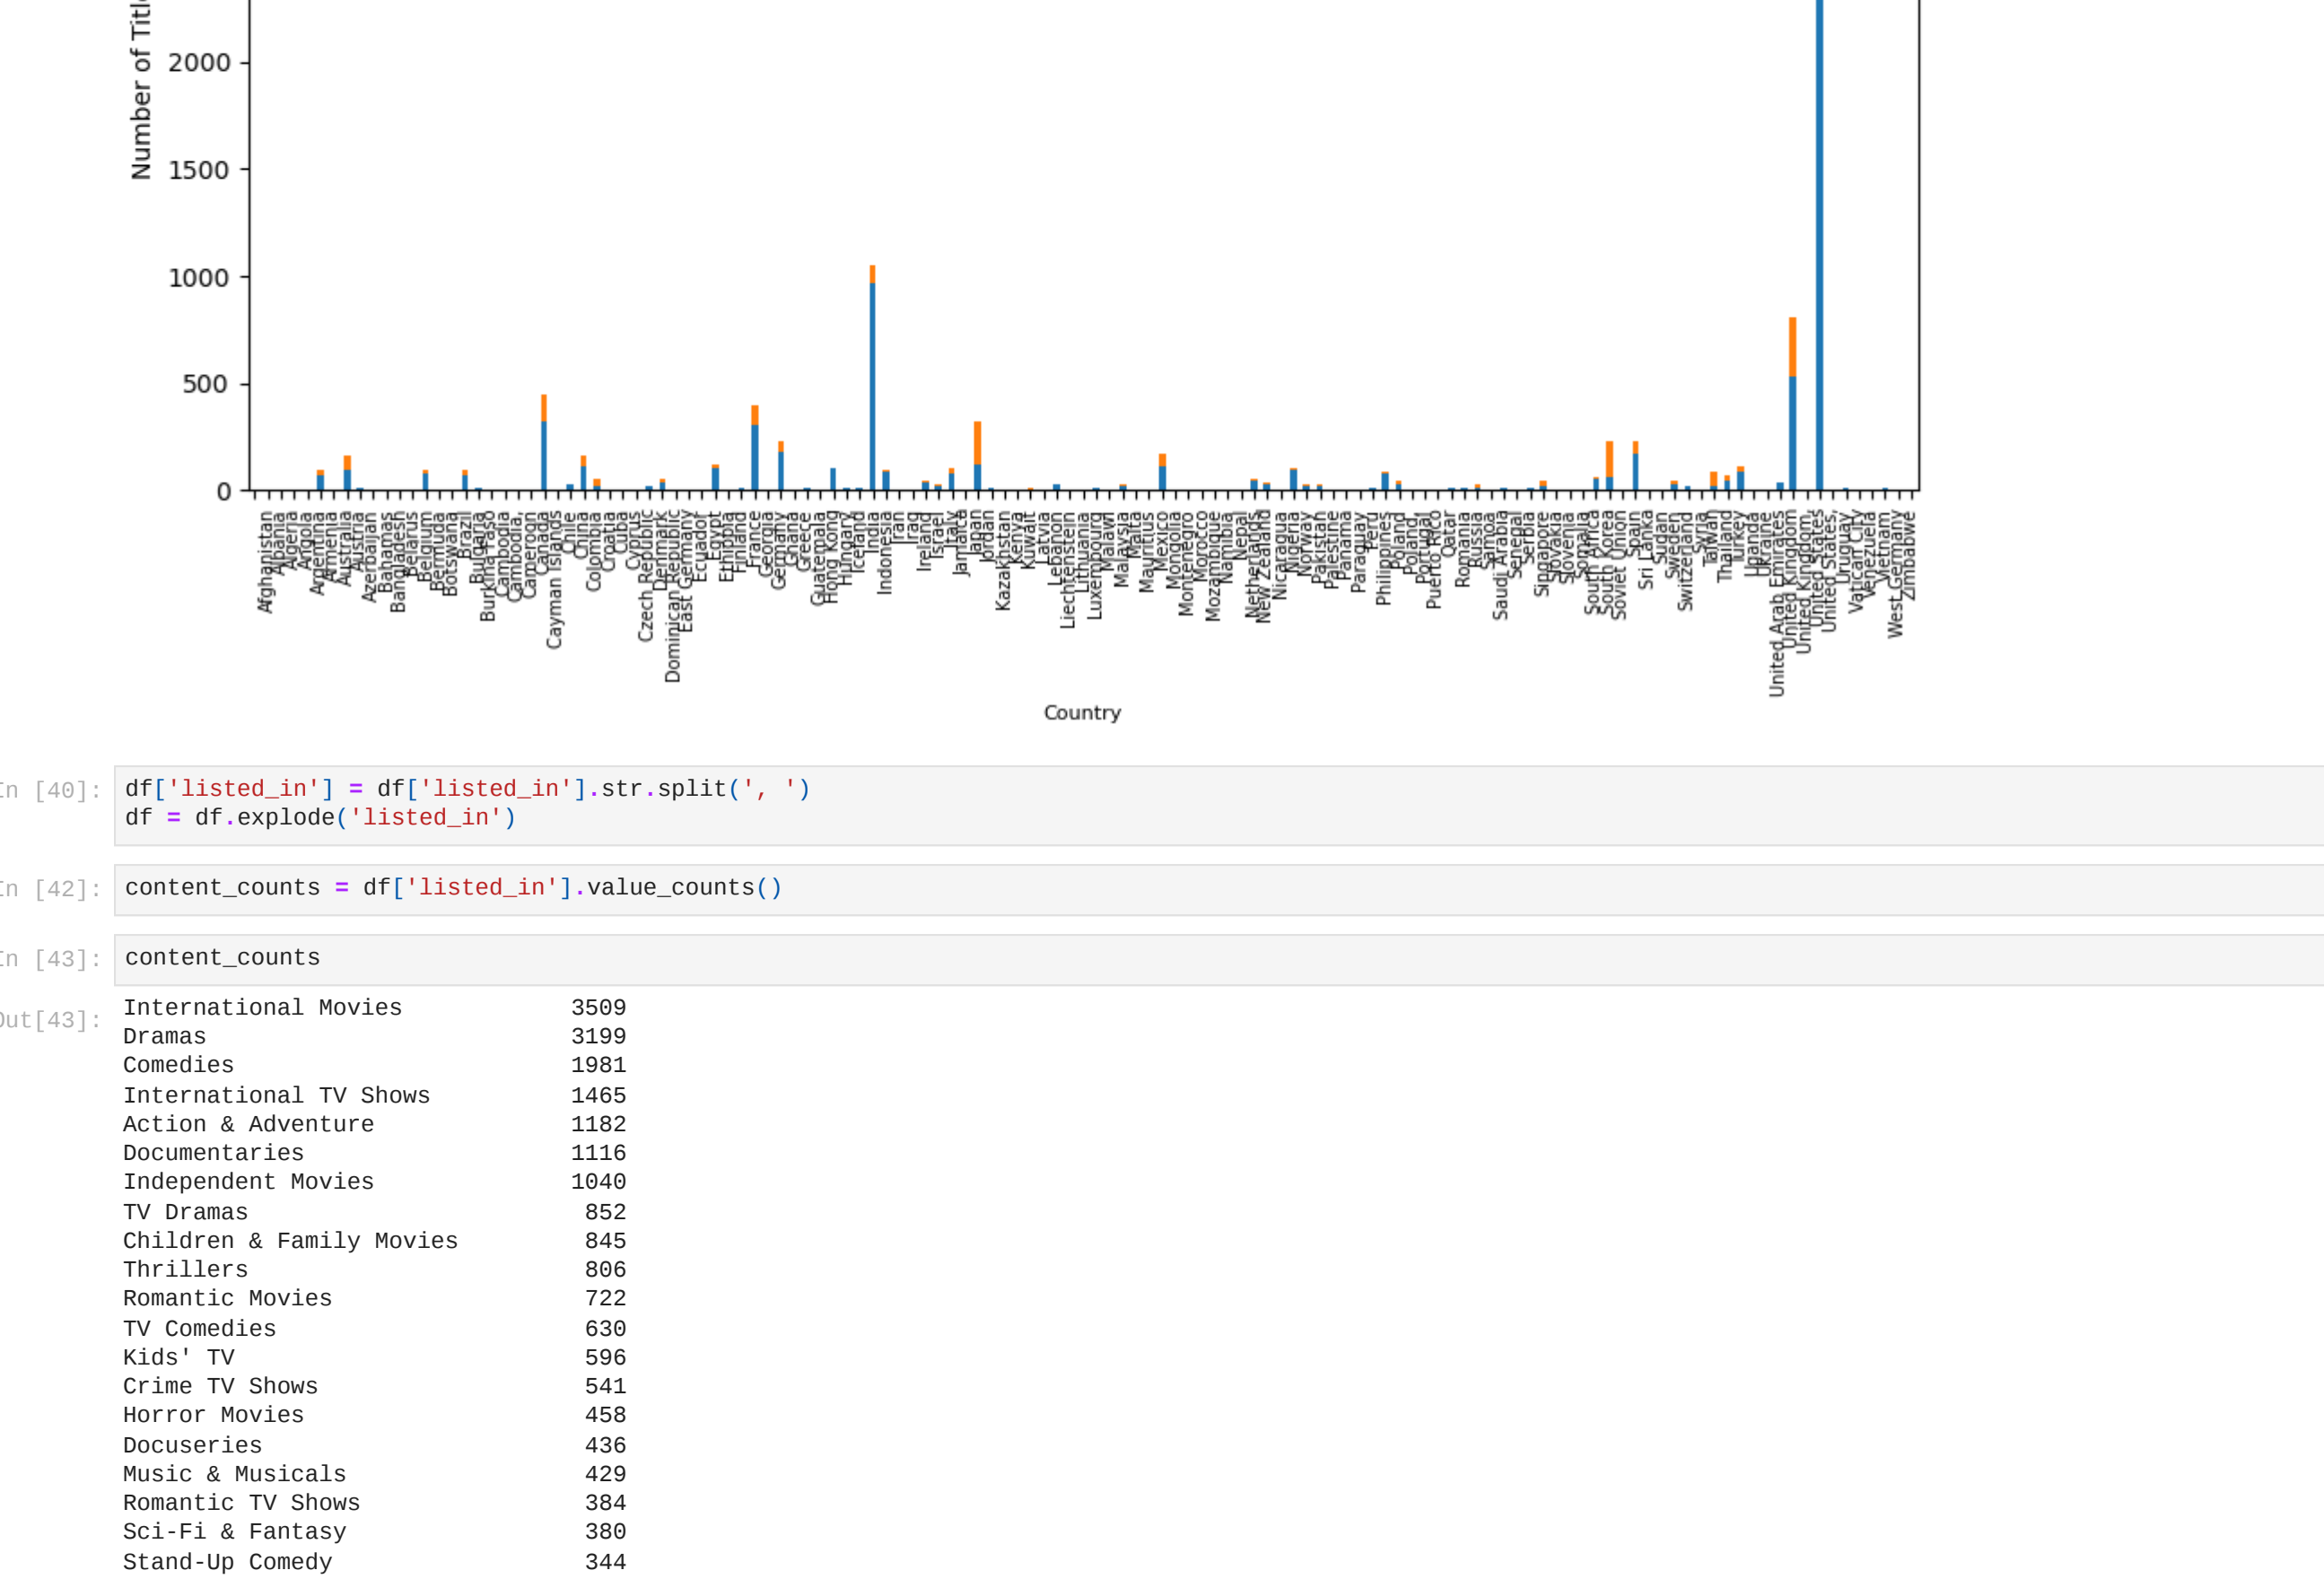 Number of Titl
2000
1500
1000
500
0
Afghanistan
Albania
Algeria
Angola
Argentina
Armenia
Australia
Austria
Azerbaijan
Bahamas
Bangladesh
Belarus
Belgium
Bermuda
Botswana
Brazil
Bulgaria
Burkina Faso
Cambodia
Cambodia,
Cameroon
Canada
Cayman Islands
Chile
China
Colombia
Croatia
Cuba
Cyprus
Czech Republic
Denmark
Dominican Republic
East Germany
Ecuador
Egypt
Ethiopia
Finland
France
Georgia
Germany
Ghana
Greece
Guatemala
Hong Kong
Hungary
Iceland
India
Indonesia
Iran
Iraq
Ireland
Israel
Italy
Jamaica
Japan
Jordan
Kazakhstan
Kenya
Kuwait
Latvia
Lebanon
Liechtenstein
Lithuania
Luxembourg
Malawi
Malaysia
Malta
Mauritius
Mexico
Mongolia
Montenegro
Morocco
Mozambique
Namibia
Nepal
Netherlands
New Zealand
Nicaragua
Nigeria
Norway
Pakistan
Palestine
Panama
Paraguay
Peru
Philippines
Poland
Poland,
Portugal
Puerto Rico
Qatar
Romania
Russia
Samoa
Saudi Arabia
Senegal
Serbia
Singapore
Slovakia
Slovenia
Somalia
South Africa
South Korea
Soviet Union
Spain
Sri Lanka
Sudan
Sweden
Switzerland
Syria
Taiwan
Thailand
Turkey
Uganda
Ukraine
United Arab Emirates
United Kingdom
United Kingdom,
United States
United States,
Uruguay
Vatican City
Venezuela
Vietnam
West Germany
Zimbabwe
Country
In [40]:
df['listed_in'] = df['listed_in'].str.split(', ')
df = df.explode('listed_in')
In [42]:
content_counts = df['listed_in'].value_counts()
In [43]:
content_counts
Out[43]:
International Movies 3509
Dramas 3199
Comedies 1981
International TV Shows 1465
Action & Adventure 1182
Documentaries 1116
Independent Movies 1040
TV Dramas 852
Children & Family Movies 845
Thrillers 806
Romantic Movies 722
TV Comedies 630
Kids' TV 596
Crime TV Shows 541
Horror Movies 458
Docuseries 436
Music & Musicals 429
Romantic TV Shows 384
Sci-Fi & Fantasy 380
Stand-Up Comedy 344